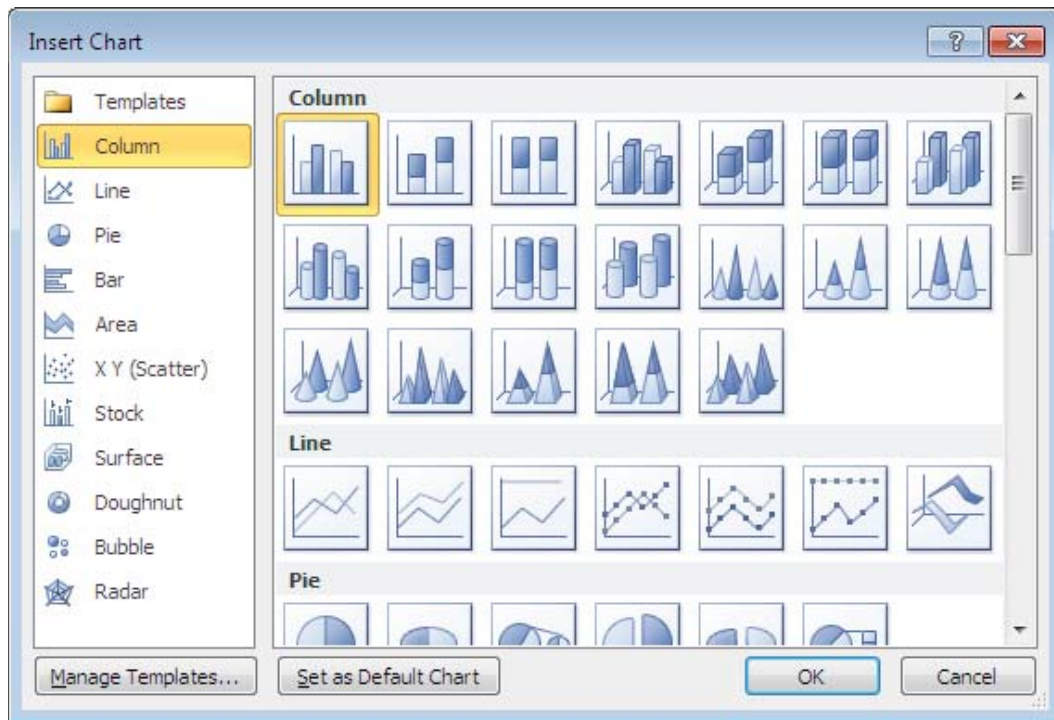 Insert Chart
Templates
Column
Line
Pie
Bar
Area
X Y (Scatter)
Stock
Surface
Doughnut
Bubble
Radar
Column
Line
Pie
Manage Templates...
Set as Default Chart
OK
Cancel